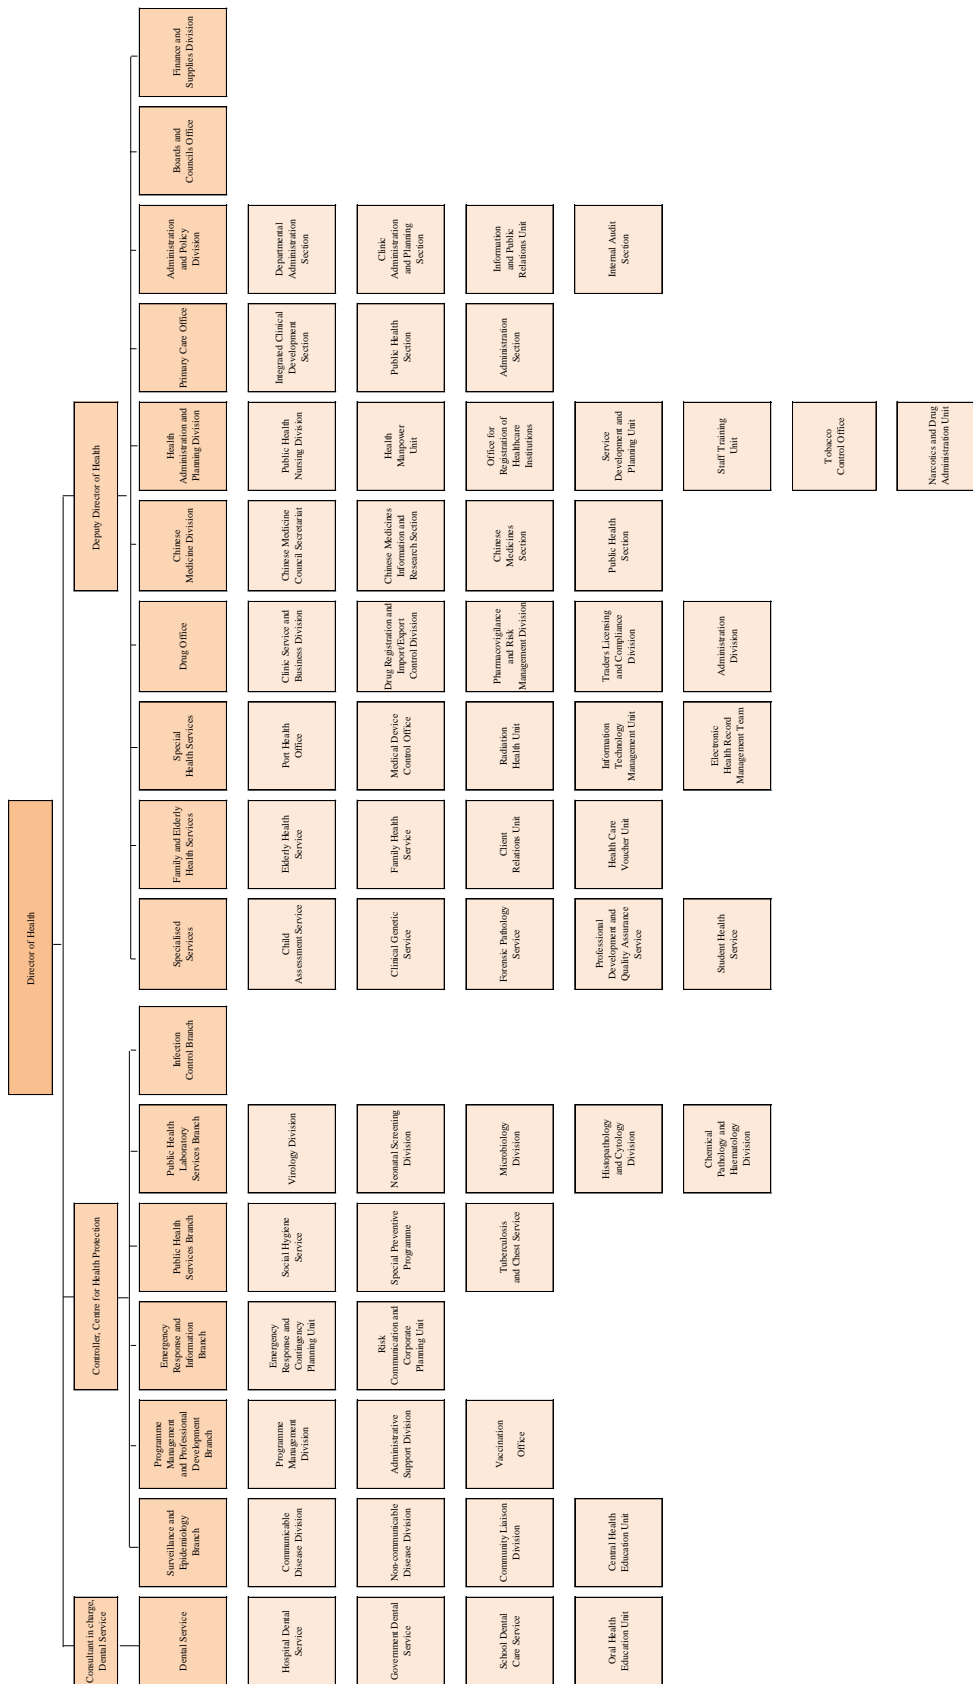 Director of Health
Consultant in charge,
Dental Service
Controller, Centre for Health Protection
Deputy Director of Health
Dental Service
Hospital Dental
Service
Government Dental
Service
School Dental
Care Service
Oral Health
Education Unit
Surveillance and
Epidemiology
Branch
Communicable
Disease Division
Non-communicable
Disease Division
Community Liaison
Division
Central Health
Education Unit
Programme
Management
and Professional
Development
Branch
Programme
Management
Division
Administrative
Support Division
Vaccination
Office
Emergency
Response and
Information
Branch
Emergency
Response and
Contingency
Planning Unit
Risk
Communication and
Corporate
Planning Unit
Public Health
Services Branch
Social Hygiene
Service
Special Preventive
Programme
Tuberculosis
and Chest Service
Public Health
Laboratory
Services Branch
Virology Division
Neonatal Screening
Division
Microbiology
Division
Histopathology
and Cytology
Division
Chemical
Pathology and
Haematology
Division
Infection
Control Branch
Specialised
Services
Child
Assessment Service
Clinical Genetic
Service
Forensic Pathology
Service
Professional
Development and
Quality Assurance
Service
Student Health
Service
Family and Elderly
Health Services
Elderly Health
Service
Family Health
Service
Client
Relations Unit
Health Care
Voucher Unit
Special
Health Services
Port Health
Office
Medical Device
Control Office
Radiation
Health Unit
Information
Technology
Management Unit
Electronic
Health Record
Management Team
Drug Office
Clinic Service and
Business Division
Drug Registration and
Import/Export
Control Division
Pharmacovigilance
and Risk
Management Division
Traders Licensing
and Compliance
Division
Administration
Division
Chinese
Medicine Division
Chinese Medicine
Council Secretariat
Chinese Medicines
Information and
Research Section
Chinese
Medicines
Section
Public Health
Section
Health
Administration and
Planning Division
Public Health
Nursing Division
Health
Manpower
Unit
Office for
Registration of
Healthcare
Institutions
Service
Development and
Planning Unit
Staff Training
Unit
Tobacco
Control Office
Narcotics and Drug
Administration Unit
Primary Care Office
Integrated Clinical
Development
Section
Public Health
Section
Administration
Section
Administration
and Policy
Division
Departmental
Administration
Section
Clinic
Administration
and Planning
Section
Information
and Public
Relations Unit
Internal Audit
Section
Boards and
Councils Office
Finance and
Supplies Division